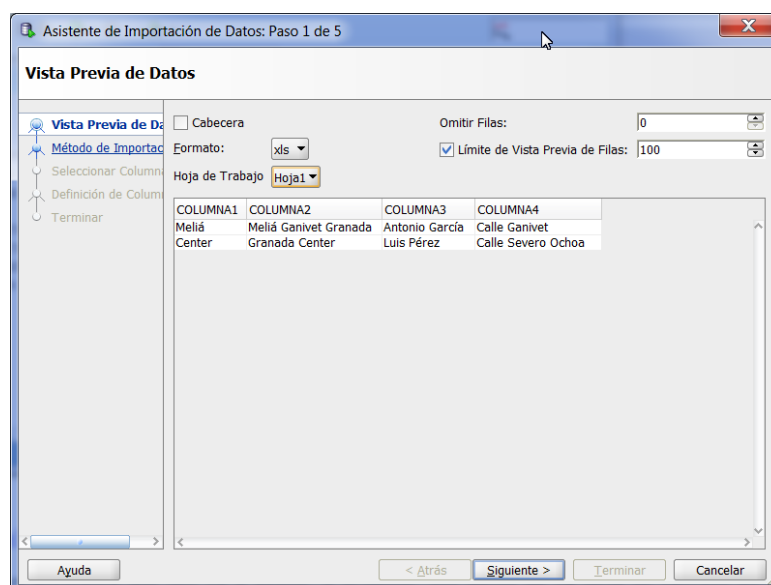 Asistente de Importación de Datos: Paso 1 de 5
Vista Previa de Datos
Vista Previa de Da
Método de Importac
Seleccionar Column
Definición de Colum
Terminar
Cabecera
Omitir Filas: 0
Formato: xls
Límite de Vista Previa de Filas: 100
Hoja de Trabajo Hoja1
COLUMNA1 COLUMNA2 COLUMNA3 COLUMNA4
Meliá Meliá Ganivet Granada Antonio García Calle Ganivet
Center Granada Center Luis Pérez Calle Severo Ochoa
Ayuda < Atrás Siguiente > Terminar Cancelar